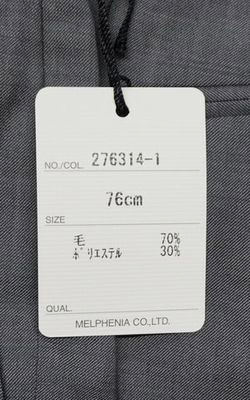 NO./COL. 276314-1
76cm
SIZE
毛 70%
ポリエステル 30%
QUAL.
MELPHENIA CO.,LTD.